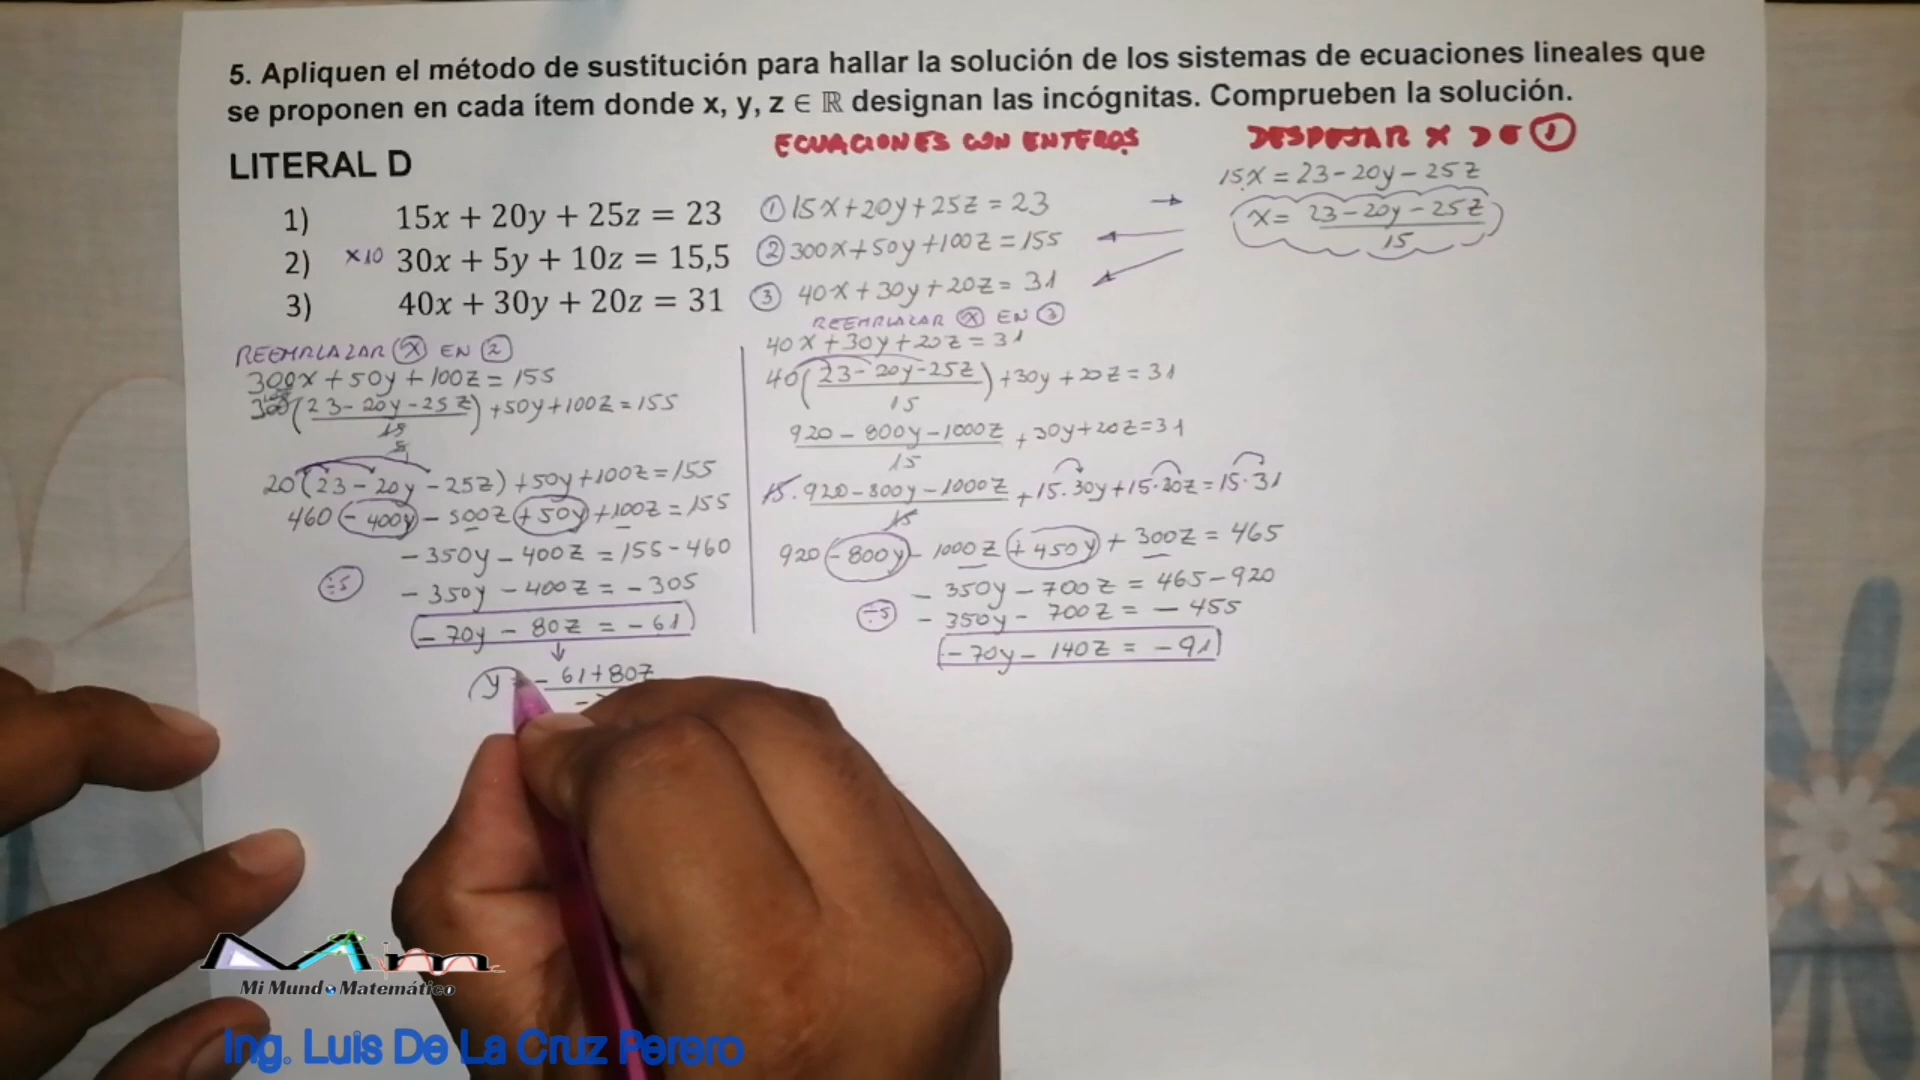 5. Apliquen el método de sustitución para hallar la solución de los sistemas de ecuaciones lineales que
se proponen en cada ítem donde x, y, z ∈ ℝ designan las incógnitas. Comprueben la solución.
LITERAL D
1) 15x + 20y + 25z = 23
2) x10 30x + 5y + 10z = 15,5
3) 40x + 30y + 20z = 31
ECUACIONES CON ENTEROS
① 15x+20y+25z=23
② 300x+50y+100z=155
③ 40x+30y+20z=31
DESPEJAR X DE ①
15x=23-20y-25z
x= 23-20y-25z
15
REEMPLAZAR Ⓧ EN ②
300x+50y+100z=155
300(23-20y-25z)+50y+100z=155
15
20(23-20y-25z)+50y+100z=155
460-400y-500z+50y+100z=155
-350y-400z=155-460
÷5 -350y-400z=-305
-70y-80z=-61
y=-61+80z
REEMPLAZAR Ⓧ EN ③
40x+30y+20z=31
40(23-20y-25z)+30y+20z=31
15
920-800y-1000z+30y+20z=31
15
15.920-800y-1000z+15.30y+15.20z=15.31
15
920-800y-1000z+450y+300z=465
-350y-700z=465-920
÷5 -350y-700z=-455
-70y-140z=-91
Mim
Mi Mundo Matemático
Ing. Luis De La Cruz Perero